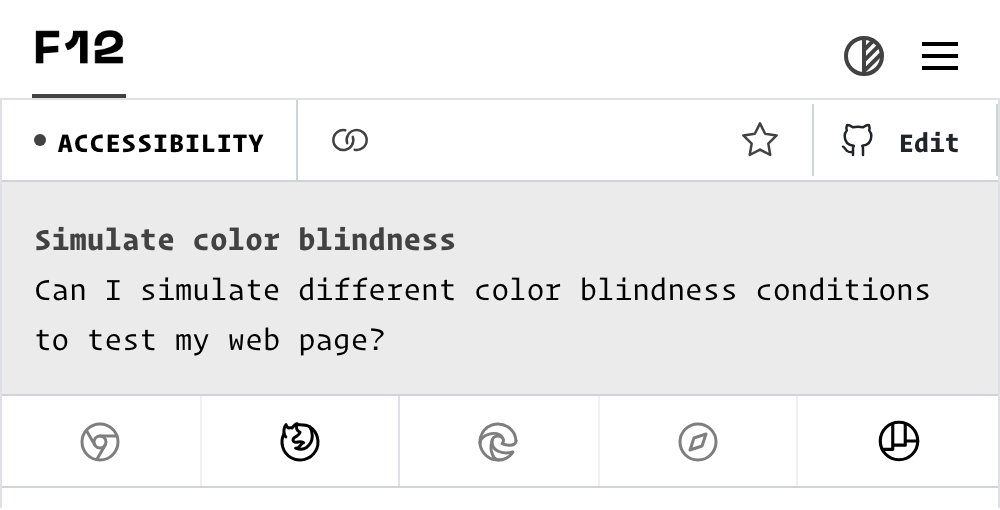 F12
ACCESSIBILITY
Edit
Simulate color blindness
Can I simulate different color blindness conditions
to test my web page?